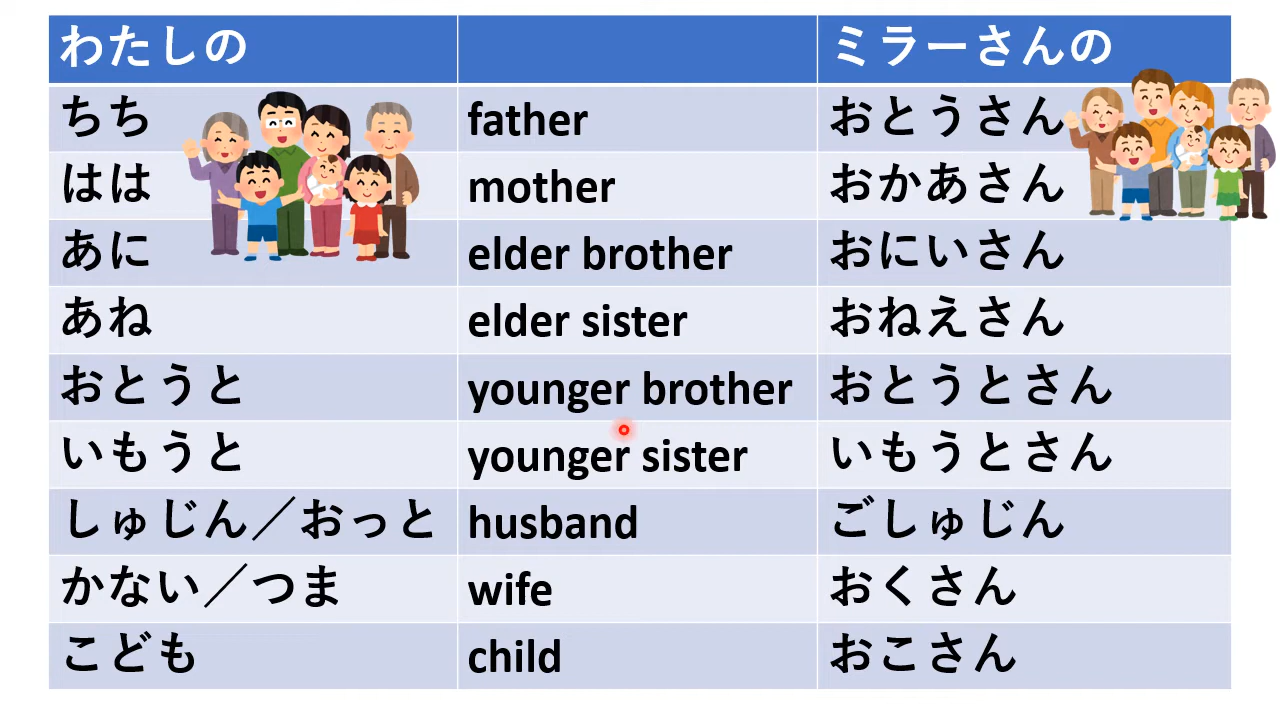 わたしの ミラーさんの
ちち father おとうさん
はは mother おかあさん
あに elder brother おにいさん
あね elder sister おねえさん
おとうと younger brother おとうとさん
いもうと younger sister いもうとさん
しゅじん／おっと husband ごしゅじん
かない／つま wife おくさん
こども child おこさん